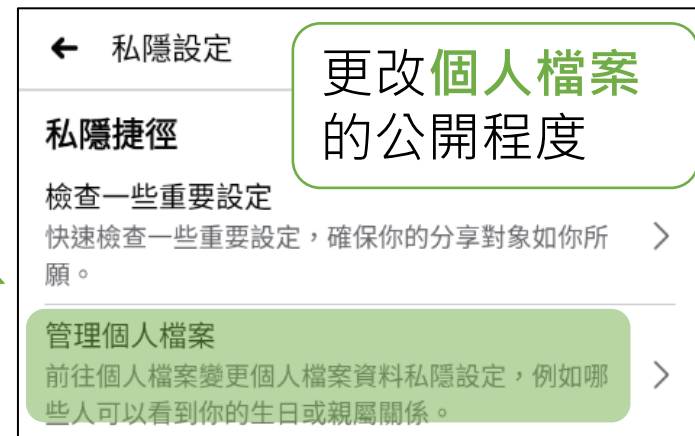 ← 私隱設定
更改個人檔案
的公開程度
私隱捷徑
檢查一些重要設定
快速檢查一些重要設定，確保你的分享對象如你所
願。
管理個人檔案
前往個人檔案變更個人檔案資料私隱設定，例如哪
些人可以看到你的生日或親屬關係。